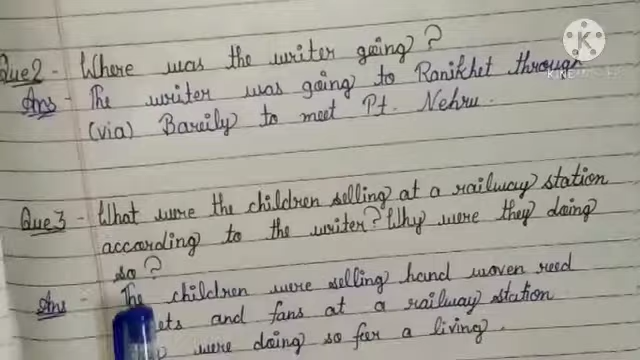 Que2 - Where was the writer going?
Ans - The writer was going to Ranikhet through
(via) Bareily to meet Pt. Nehru.
Que3 - What were the children selling at a railway station
according to the writer? Why were they doing
so?
Ans - The children were selling hand woven reed
ets and fans at a railway station
were doing so for a living.